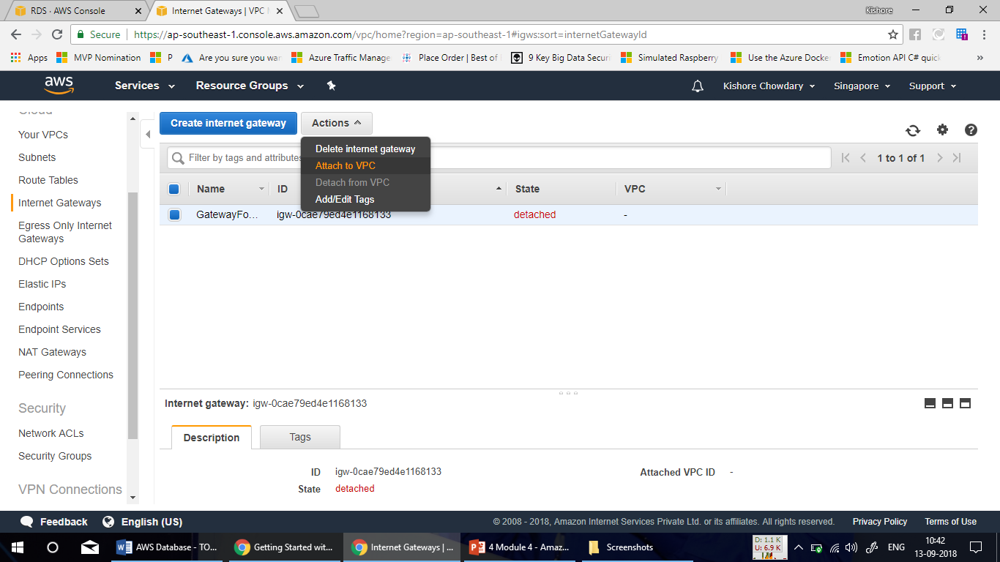 RDS · AWS Console
Internet Gateways | VPC
Kishore
Secure
https://ap-southeast-1.console.aws.amazon.com/vpc/home?region=ap-southeast-1#igws:sort=internetGatewayId
Apps
MVP Nomination
P
Are you sure you wan
Azure Traffic Manage
Place Order | Best of
9 Key Big Data Secur
Simulated Raspberry
Use the Azure Docke
Emotion API C# quick
»
aws
Services
Resource Groups
Kishore Chowdary
Singapore
Support
Cloud
Your VPCs
Subnets
Route Tables
Internet Gateways
Egress Only Internet
Gateways
DHCP Options Sets
Elastic IPs
Endpoints
Endpoint Services
NAT Gateways
Peering Connections
Security
Network ACLs
Security Groups
VPN Connections
Create internet gateway
Actions
Delete internet gateway
Attach to VPC
Detach from VPC
Add/Edit Tags
Filter by tags and attributes
1 to 1 of 1
Name
ID
State
VPC
GatewayFo...
igw-0cae79ed4e1168133
detached
-
Internet gateway: igw-0cae79ed4e1168133
Description
Tags
ID igw-0cae79ed4e1168133
Attached VPC ID -
State detached
Feedback
English (US)
© 2008 - 2018, Amazon Internet Services Private Ltd. or its affiliates. All rights reserved.
Privacy Policy
Terms of Use
AWS Database - TO...
Getting Started wit...
Internet Gateways | ...
4 Module 4 - Amaz...
Screenshots
D: 1.1 K
U: 6.9 K
ENG
10:42
13-09-2018